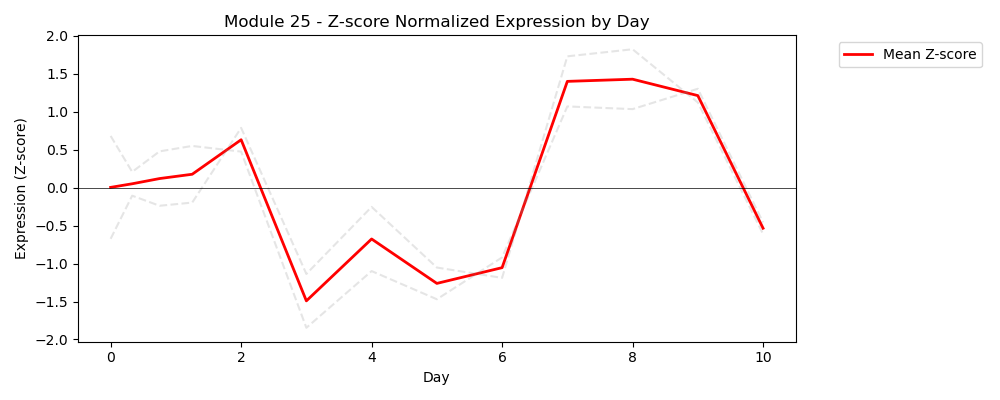 Module 25 - Z-score Normalized Expression by Day
Mean Z-score
Expression (Z-score)
2.0
1.5
1.0
0.5
0.0
−0.5
−1.0
−1.5
−2.0
0 2 4 6 8 10
Day